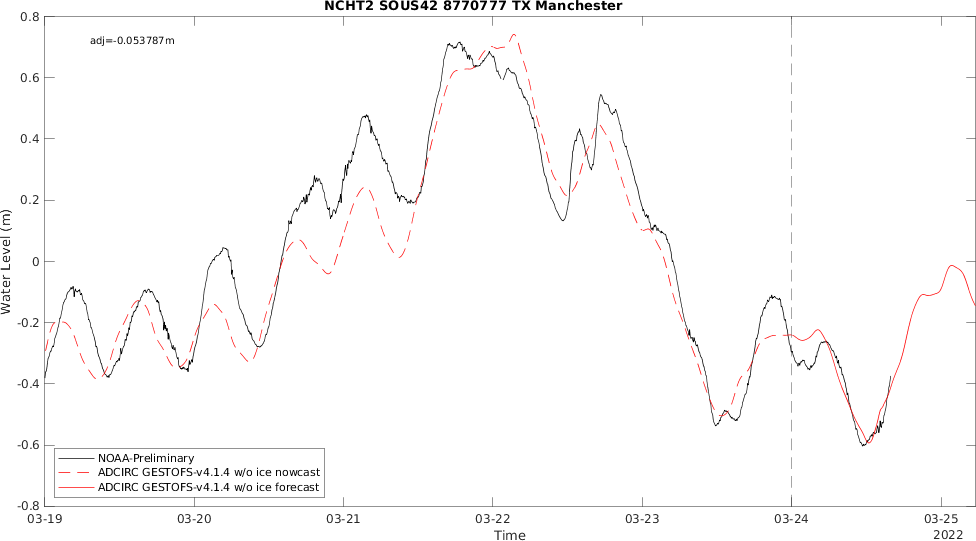 NCHT2 SOUS42 8770777 TX Manchester
adj=-0.053787m
0.8
0.6
0.4
0.2
0
-0.2
-0.4
-0.6
-0.8
Water Level (m)
NOAA-Preliminary
ADCIRC GESTOFS-v4.1.4 w/o ice nowcast
ADCIRC GESTOFS-v4.1.4 w/o ice forecast
03-19 03-20 03-21 03-22 03-23 03-24 03-25
Time
2022